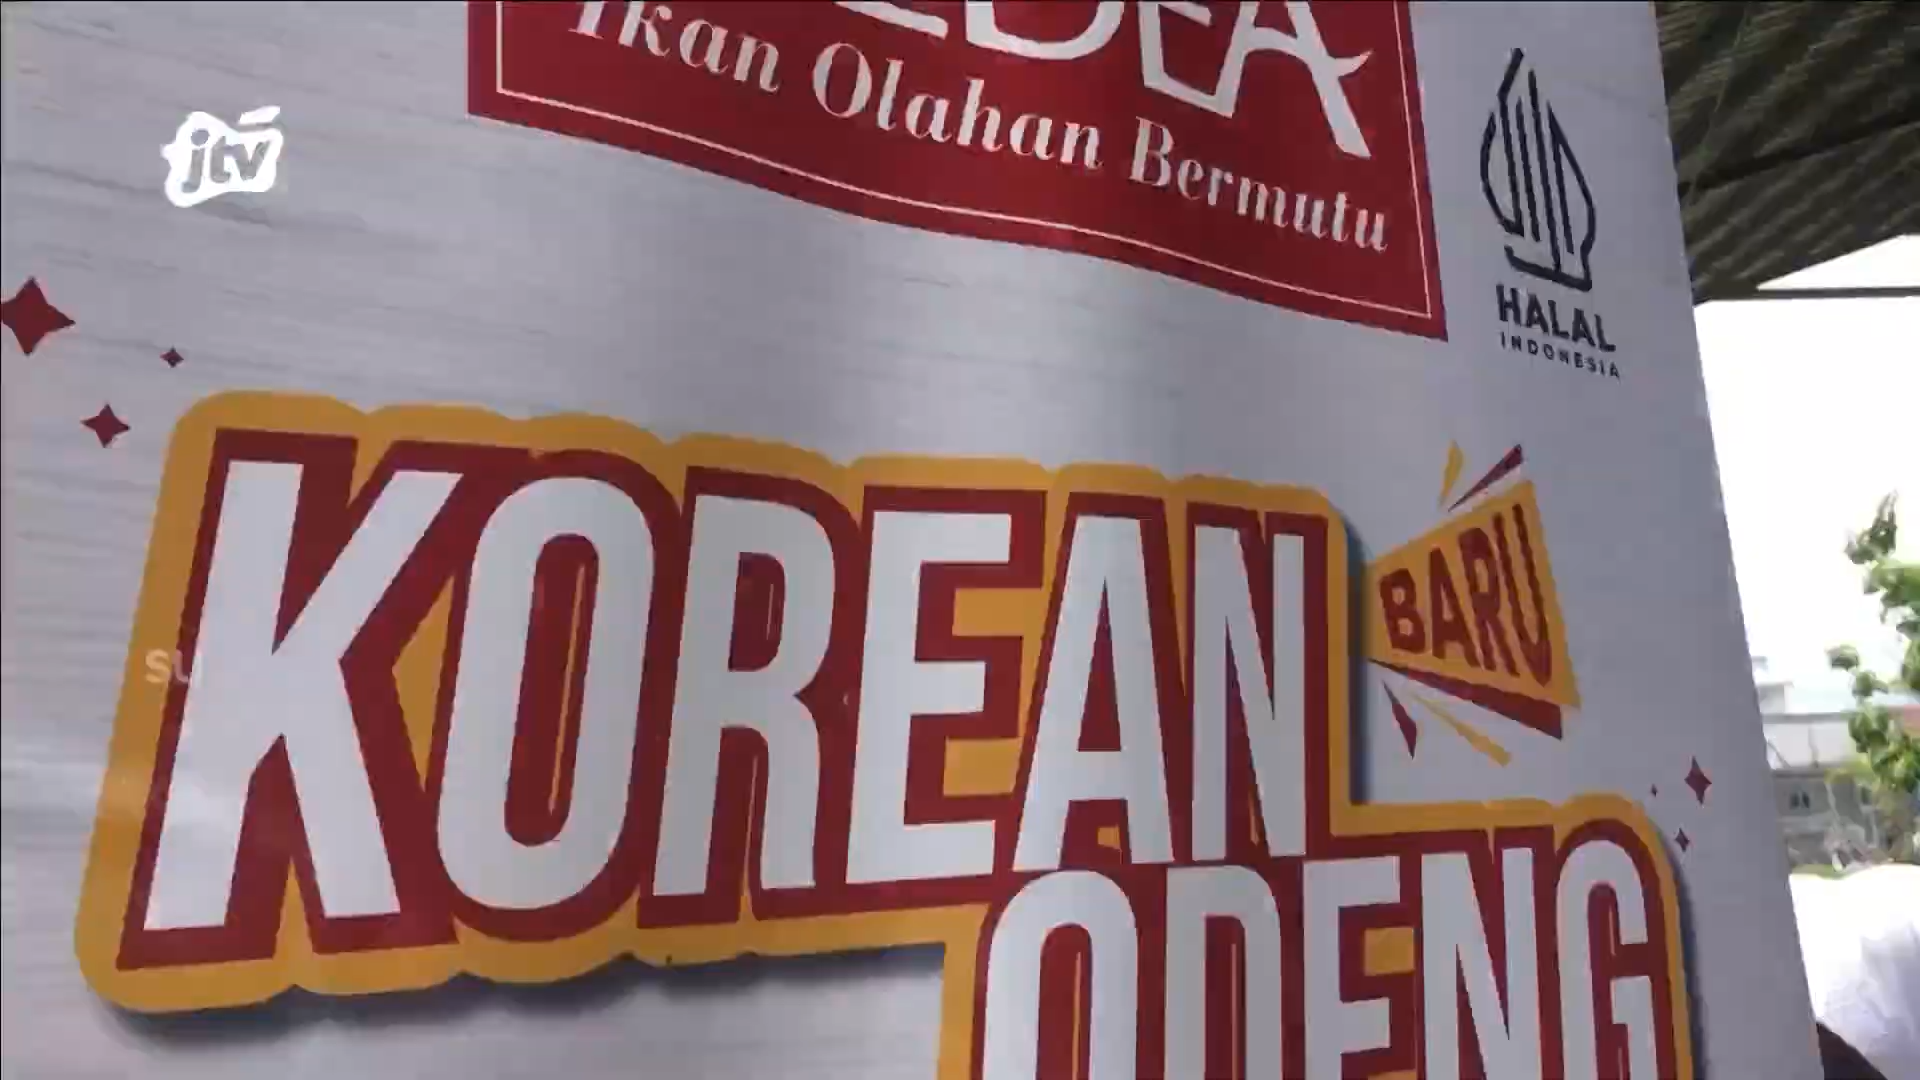 Ikan Olahan Bermutu
jtv
HALAL
INDONESIA
KOREAN
BARU
ODENG